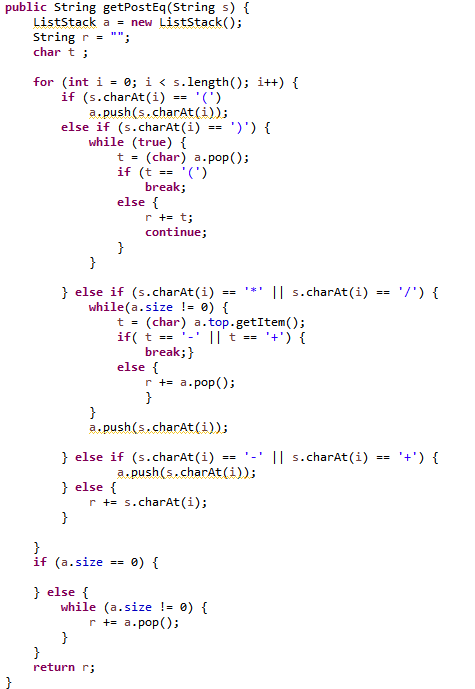 public String getPostEq(String s) {
    ListStack a = new ListStack();
    String r = "";
    char t ;

    for (int i = 0; i < s.length(); i++) {
        if (s.charAt(i) == '(')
            a.push(s.charAt(i));
        else if (s.charAt(i) == ')') {
            while (true) {
                t = (char) a.pop();
                if (t == '(')
                    break;
                else {
                    r += t;
                    continue;
                }
            }

        } else if (s.charAt(i) == '*' || s.charAt(i) == '/') {
            while(a.size != 0) {
                t = (char) a.top.getItem();
                if( t == '-' || t == '+') {
                    break;}
                else {
                    r += a.pop();
                    }
            }
            a.push(s.charAt(i));

        } else if (s.charAt(i) == '-' || s.charAt(i) == '+') {
                a.push(s.charAt(i));
        } else {
            r += s.charAt(i);
        }

    }
    if (a.size == 0) {

    } else {
        while (a.size != 0) {
            r += a.pop();
        }
    }
    return r;
}